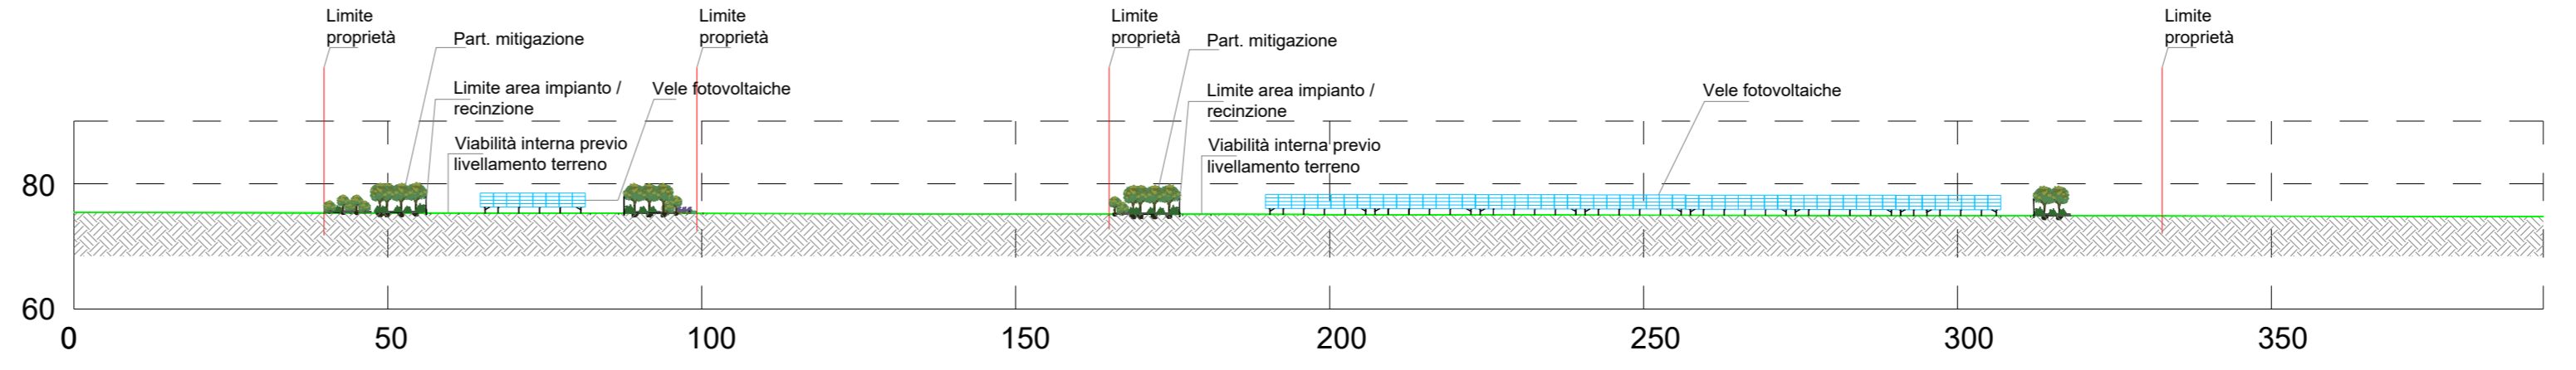 Limite
proprietà
Part. mitigazione
Limite area impianto /
recinzione
Viabilità interna previo
livellamento terreno
Vele fotovoltaiche
Limite
proprietà
Limite
proprietà
Part. mitigazione
Limite area impianto /
recinzione
Viabilità interna previo
livellamento terreno
Vele fotovoltaiche
Limite
proprietà
80
60
0
50
100
150
200
250
300
350